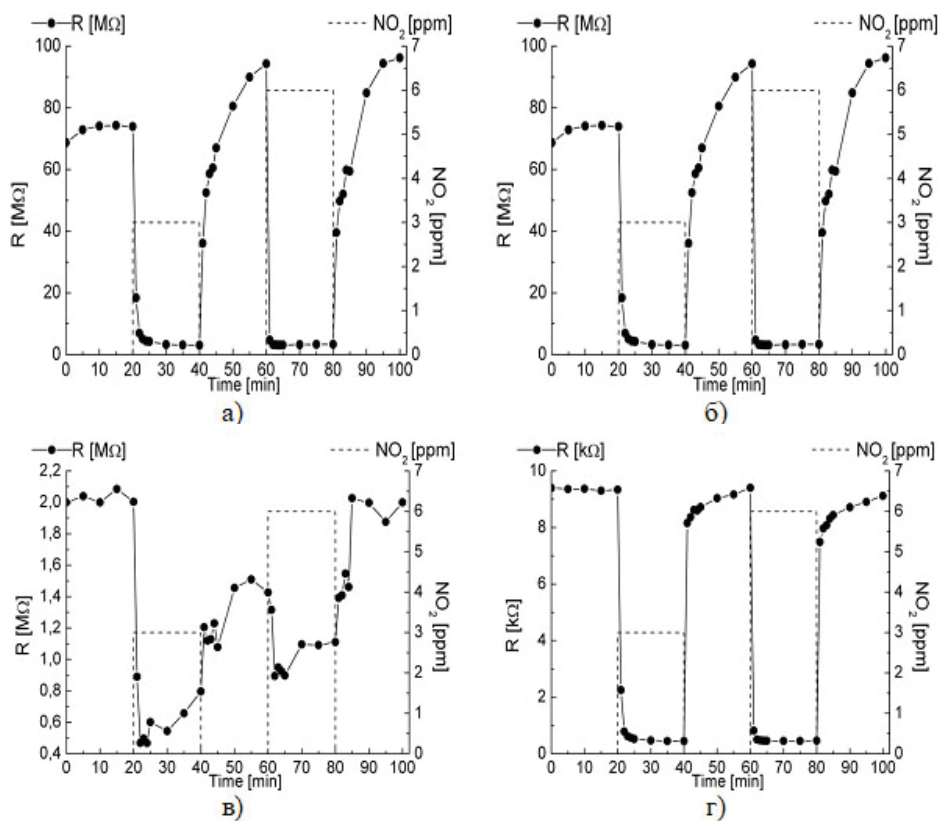 R [MΩ] NO₂ [ppm]
100 7
80 6
5
60 4
40 3
2
20 1
0 0
R [MΩ]
NO₂ [ppm]
0 10 20 30 40 50 60 70 80 90 100
Time [min]
а)
R [MΩ] NO₂ [ppm]
100 7
80 6
5
60 4
40 3
2
20 1
0 0
R [MΩ]
NO₂ [ppm]
0 10 20 30 40 50 60 70 80 90 100
Time [min]
б)
R [MΩ] NO₂ [ppm]
2,2 7
2,0 6
1,8
1,6 5
1,4 4
1,2 3
1,0
0,8 2
0,6 1
0,4 0
R [MΩ]
NO₂ [ppm]
0 10 20 30 40 50 60 70 80 90 100
Time [min]
в)
R [kΩ] NO₂ [ppm]
10 7
8 6
5
6 4
4 3
2
2 1
0 0
R [kΩ]
NO₂ [ppm]
0 10 20 30 40 50 60 70 80 90 100
Time [min]
г)